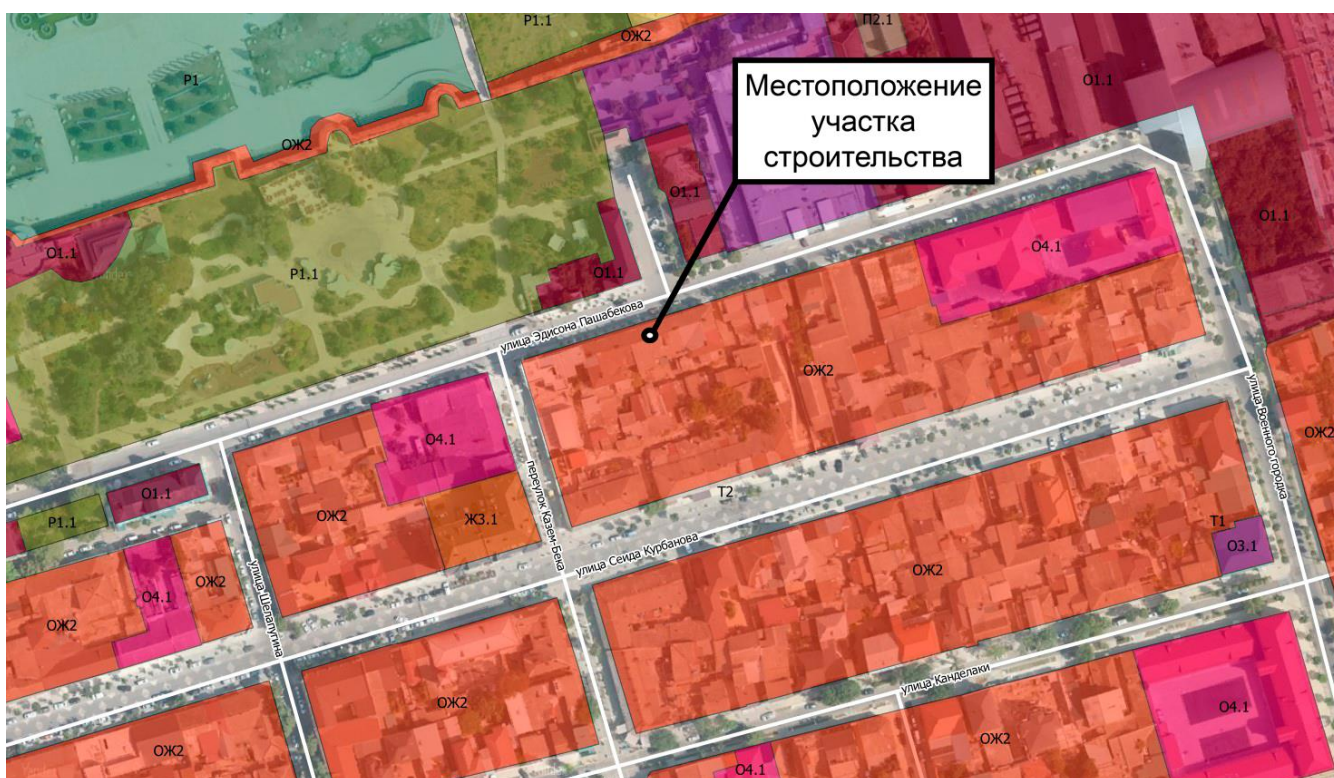 Р1.1
П2.1
ОЖ2
Р1
О1.1
Местоположение
участка
строительства
ОЖ2
О1.1
О1.1
О4.1
О1.1
Р1.1
О1.1
улица Эдисона Пашабекова
ОЖ2
О4.1
ОЖ2
улица Военного городка
переулок Казем-Бека
Т2
О1.1
Р1.1
ОЖ2
Ж3.1
Т1
О3.1
улица Сеида Курбанова
ОЖ2
ОЖ2
О4.1
ОЖ2
улица Шелапутина
улица Канделаки
ОЖ2
О4.1
ОЖ2
ОЖ2
О4.1